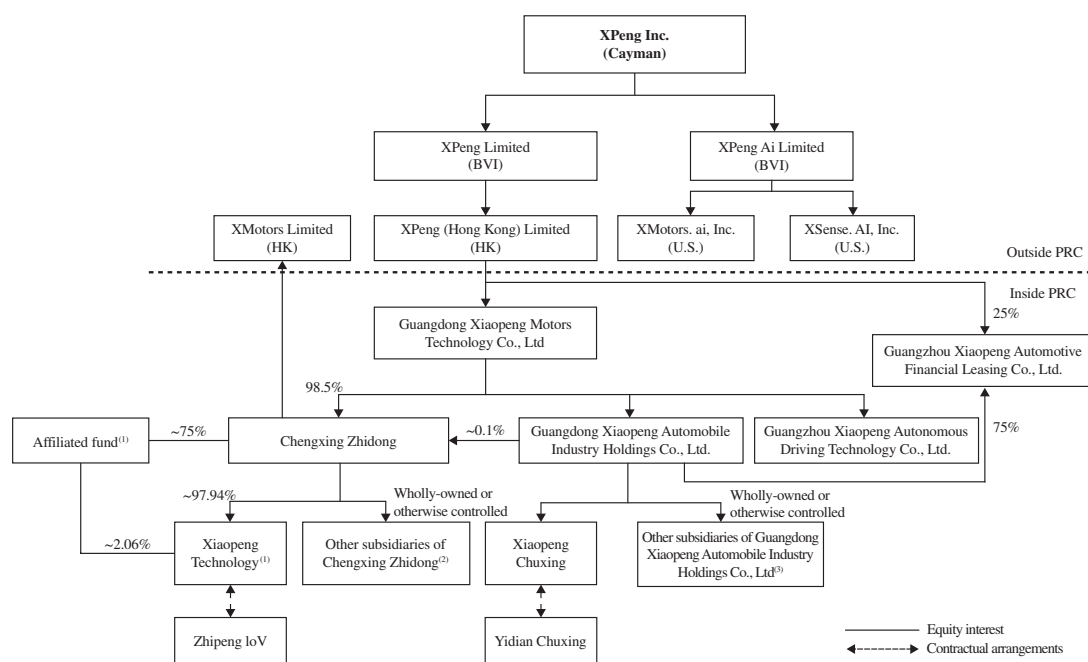 XPeng Inc.
(Cayman)
XPeng Limited
(BVI)
XPeng Ai Limited
(BVI)
XMotors Limited
(HK)
XPeng (Hong Kong) Limited
(HK)
XMotors. ai, Inc.
(U.S.)
XSense. AI, Inc.
(U.S.)
Outside PRC
Inside PRC
Guangdong Xiaopeng Motors
Technology Co., Ltd
25%
Guangzhou Xiaopeng Automotive
Financial Leasing Co., Ltd.
98.5%
Affiliated fund(1)
~75%
Chengxing Zhidong
~0.1%
Guangdong Xiaopeng Automobile
Industry Holdings Co., Ltd.
Guangzhou Xiaopeng Autonomous
Driving Technology Co., Ltd.
75%
~97.94%
Wholly-owned or
otherwise controlled
Wholly-owned or
otherwise controlled
~2.06%
Xiaopeng
Technology(1)
Other subsidiaries of
Chengxing Zhidong(2)
Xiaopeng
Chuxing
Other subsidiaries of Guangdong
Xiaopeng Automobile Industry
Holdings Co., Ltd(3)
Zhipeng loV
Yidian Chuxing
Equity interest
Contractual arrangements